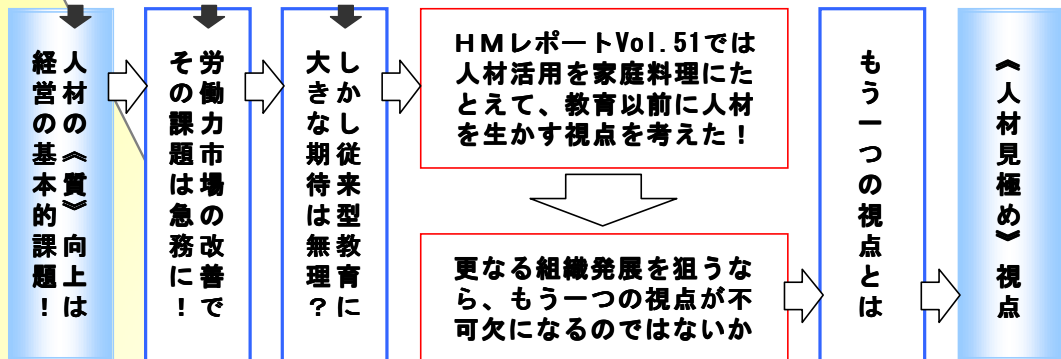 人材の《質》向上は
経営の基本的課題！
労働力市場の改善で
その課題は急務に！
しかし従来型教育に
大きな期待は無理？
ＨＭレポートVol.51では
人材活用を家庭料理にた
とえて、教育以前に人材
を生かす視点を考えた！
更なる組織発展を狙うな
ら、もう一つの視点が不
可欠になるのではないか
もう一つの視点とは
《人材見極め》視点